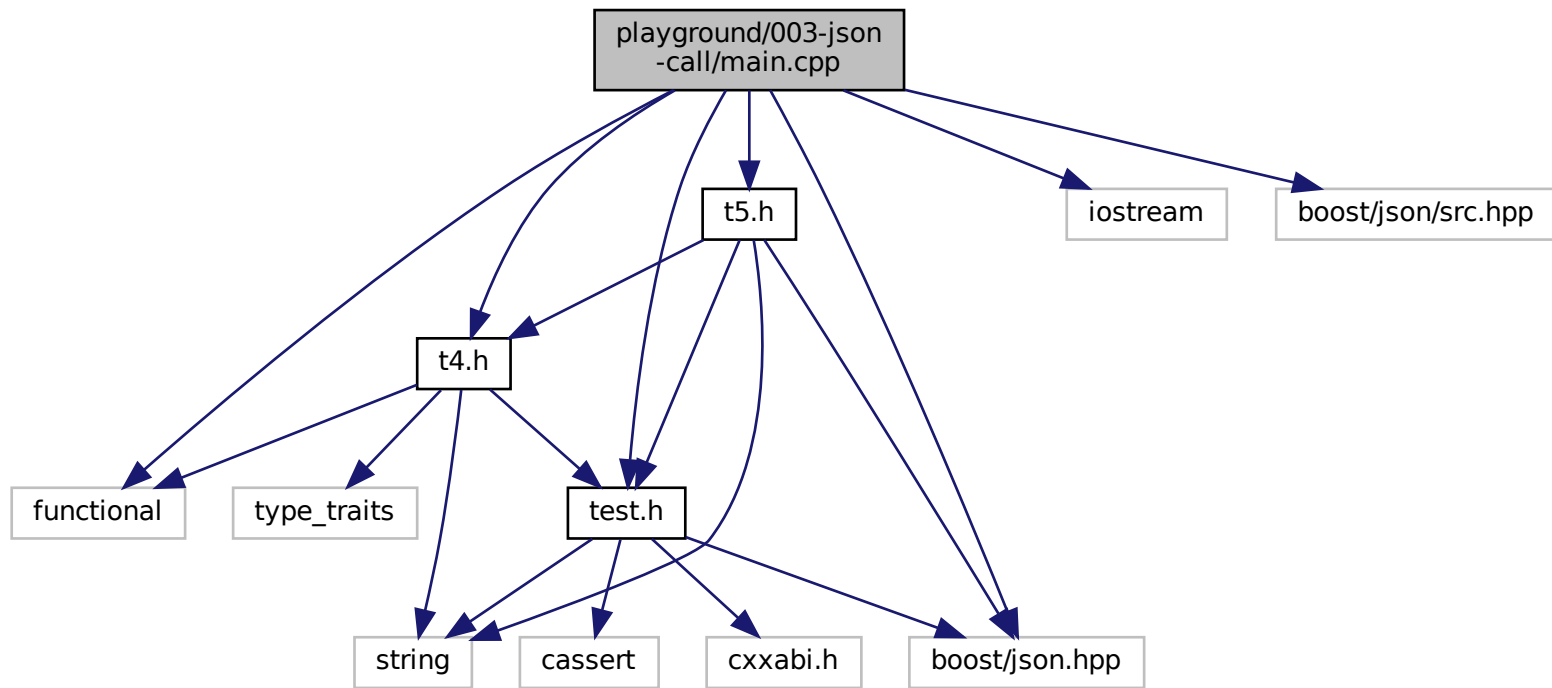 playground/003-json
-call/main.cpp
t5.h
iostream
boost/json/src.hpp
t4.h
functional
type_traits
test.h
string
cassert
cxxabi.h
boost/json.hpp